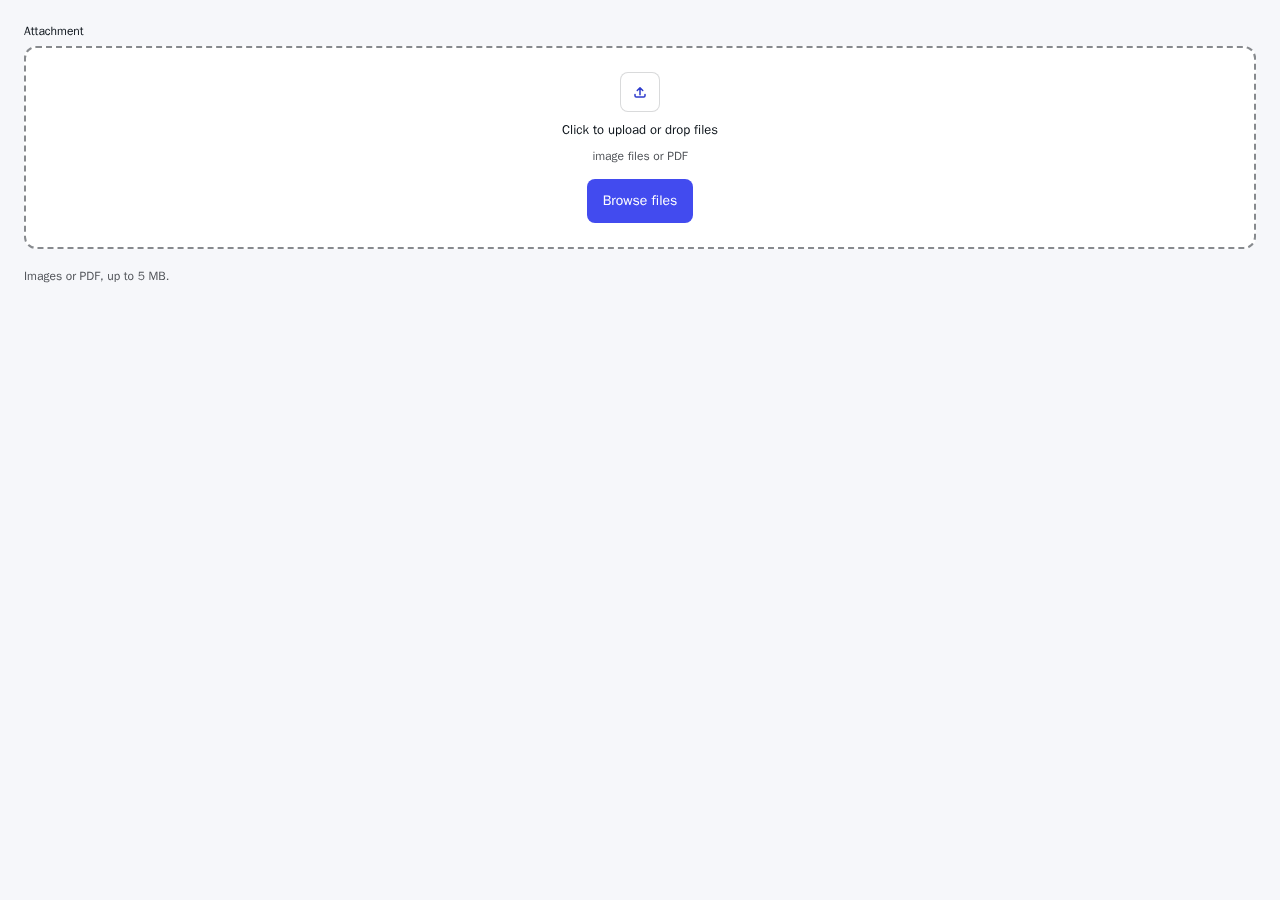 Attachment
Click to upload or drop files
image files or PDF
Browse files
Images or PDF, up to 5 MB.